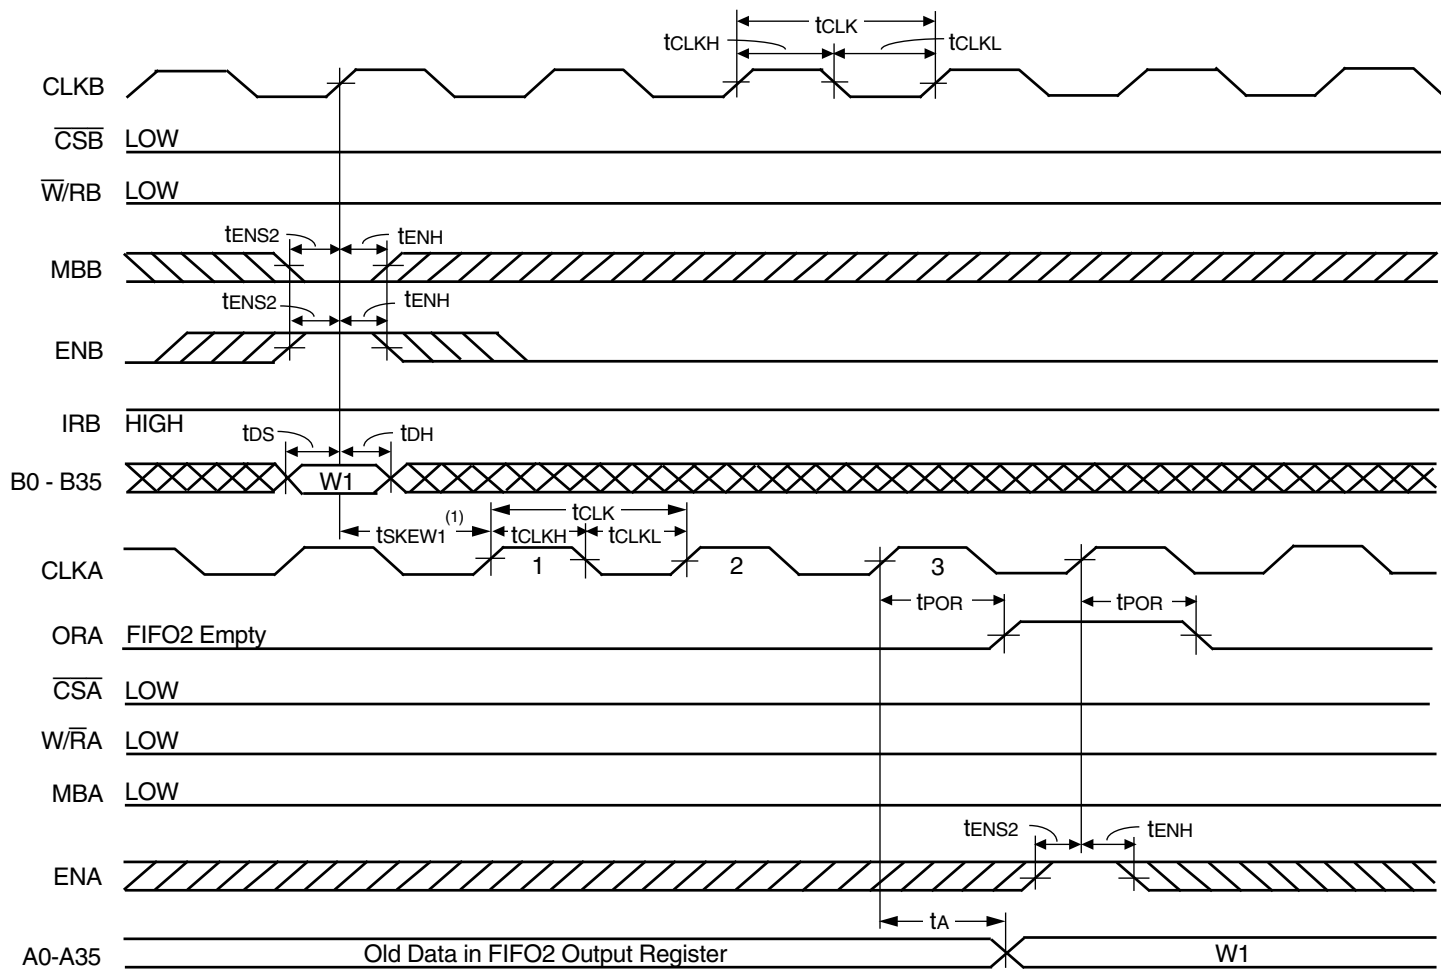 tCLK
tCLKH tCLKL
CLKB
CSB LOW
W/RB LOW
tENS2 tENH
MBB
tENS2 tENH
ENB
IRB HIGH
tDS tDH
B0 - B35 W1
tSKEW1 (1) tCLK
tCLKH tCLKL
CLKA 1 2 3
tPOR tPOR
ORA FIFO2 Empty
CSA LOW
W/RA LOW
MBA LOW
tENS2 tENH
ENA
tA
A0-A35 Old Data in FIFO2 Output Register W1